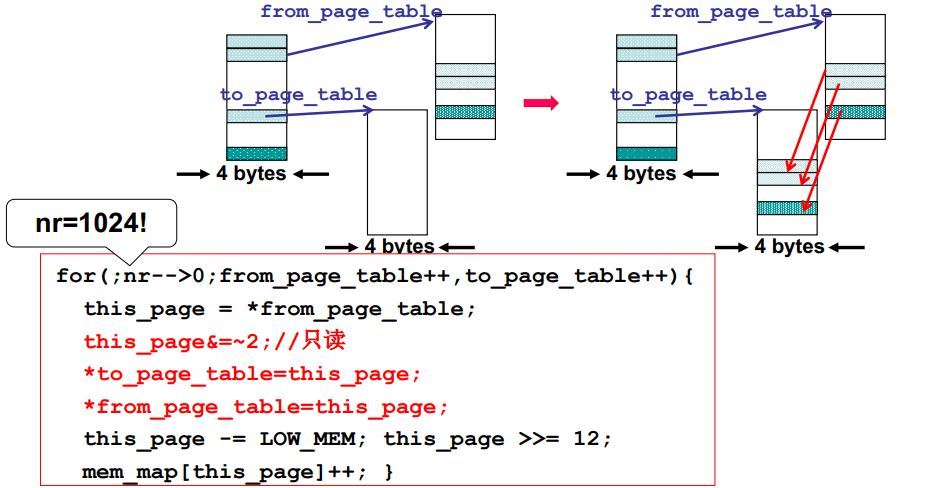 from_page_table
from_page_table
to_page_table
to_page_table
4 bytes
4 bytes
4 bytes
4 bytes
nr=1024!
for(;nr-->0;from_page_table++,to_page_table++){
this_page = *from_page_table;
this_page&=~2;//只读
*to_page_table=this_page;
*from_page_table=this_page;
this_page -= LOW_MEM; this_page >>= 12;
mem_map[this_page]++; }